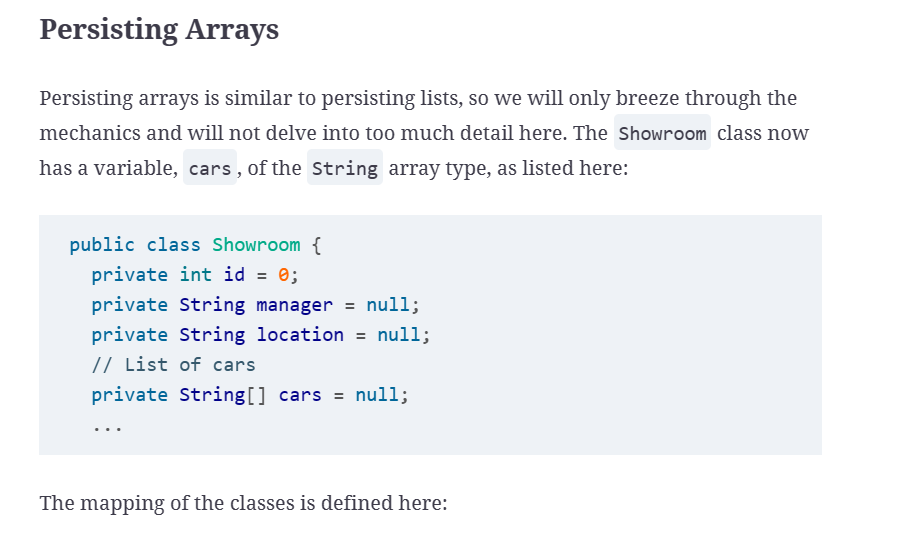 Persisting Arrays
Persisting arrays is similar to persisting lists, so we will only breeze through the
mechanics and will not delve into too much detail here. The Showroom class now
has a variable, cars, of the String array type, as listed here:
public class Showroom {
  private int id = 0;
  private String manager = null;
  private String location = null;
  // List of cars
  private String[] cars = null;
  ...
The mapping of the classes is defined here: